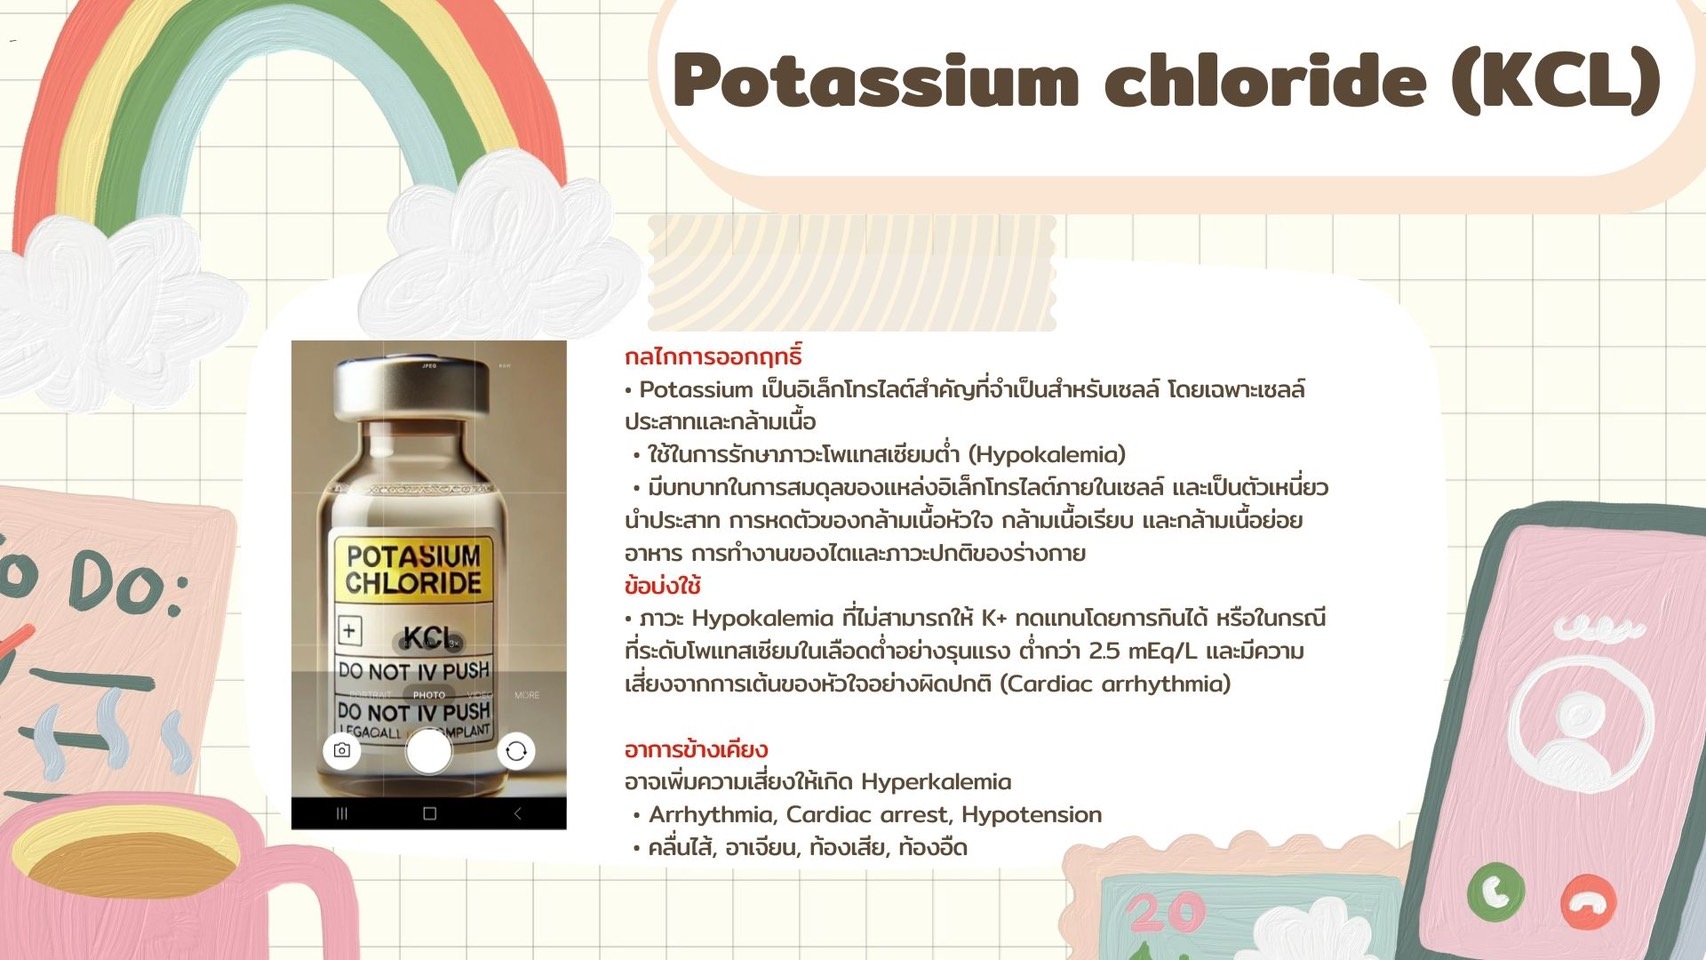 Potassium chloride (KCL)
กลไกการออกฤทธิ์
• Potassium เป็นอิเล็กโทรไลต์สำคัญที่จำเป็นสำหรับเซลล์ โดยเฉพาะเซลล์
ประสาทและกล้ามเนื้อ
• ใช้ในการรักษาภาวะโพแทสเซียมต่ำ (Hypokalemia)
• มีบทบาทในการสมดุลของแหล่งอิเล็กโทรไลต์ภายในเซลล์ และเป็นตัวเหนี่ยว
นำประสาท การหดตัวของกล้ามเนื้อหัวใจ กล้ามเนื้อเรียบ และกล้ามเนื้อย่อย
อาหาร การทำงานของไตและภาวะปกติของร่างกาย
ข้อบ่งใช้
• ภาวะ Hypokalemia ที่ไม่สามารถให้ K+ ทดแทนโดยการกินได้ หรือในกรณี
ที่ระดับโพแทสเซียมในเลือดต่ำอย่างรุนแรง ต่ำกว่า 2.5 mEq/L และมีความ
เสี่ยงจากการเต้นของหัวใจอย่างผิดปกติ (Cardiac arrhythmia)
อาการข้างเคียง
อาจเพิ่มความเสี่ยงให้เกิด Hyperkalemia
• Arrhythmia, Cardiac arrest, Hypotension
• คลื่นไส้, อาเจียน, ท้องเสีย, ท้องอืด
JPEG
POTASIUM
CHLORIDE
KCL
DO NOT IV PUSH
PORTRAIT PHOTO VIDEO MORE
DO NOT IV PUSH
o Do:
20